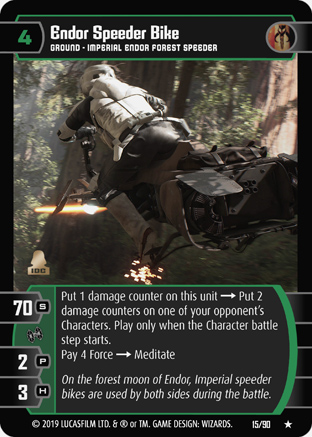 4
Endor Speeder Bike
GROUND - IMPERIAL ENDOR FOREST SPEEDER
IDC
70 S
Put 1 damage counter on this unit → Put 2
damage counters on one of your opponent's
Characters. Play only when the Character battle
step starts.
2 P
Pay 4 Force → Meditate
3 H
On the forest moon of Endor, Imperial speeder
bikes are used by both sides during the battle.
© 2019 LUCASFILM LTD. & ® or TM. GAME DESIGN: WIZARDS. 15/90 ★